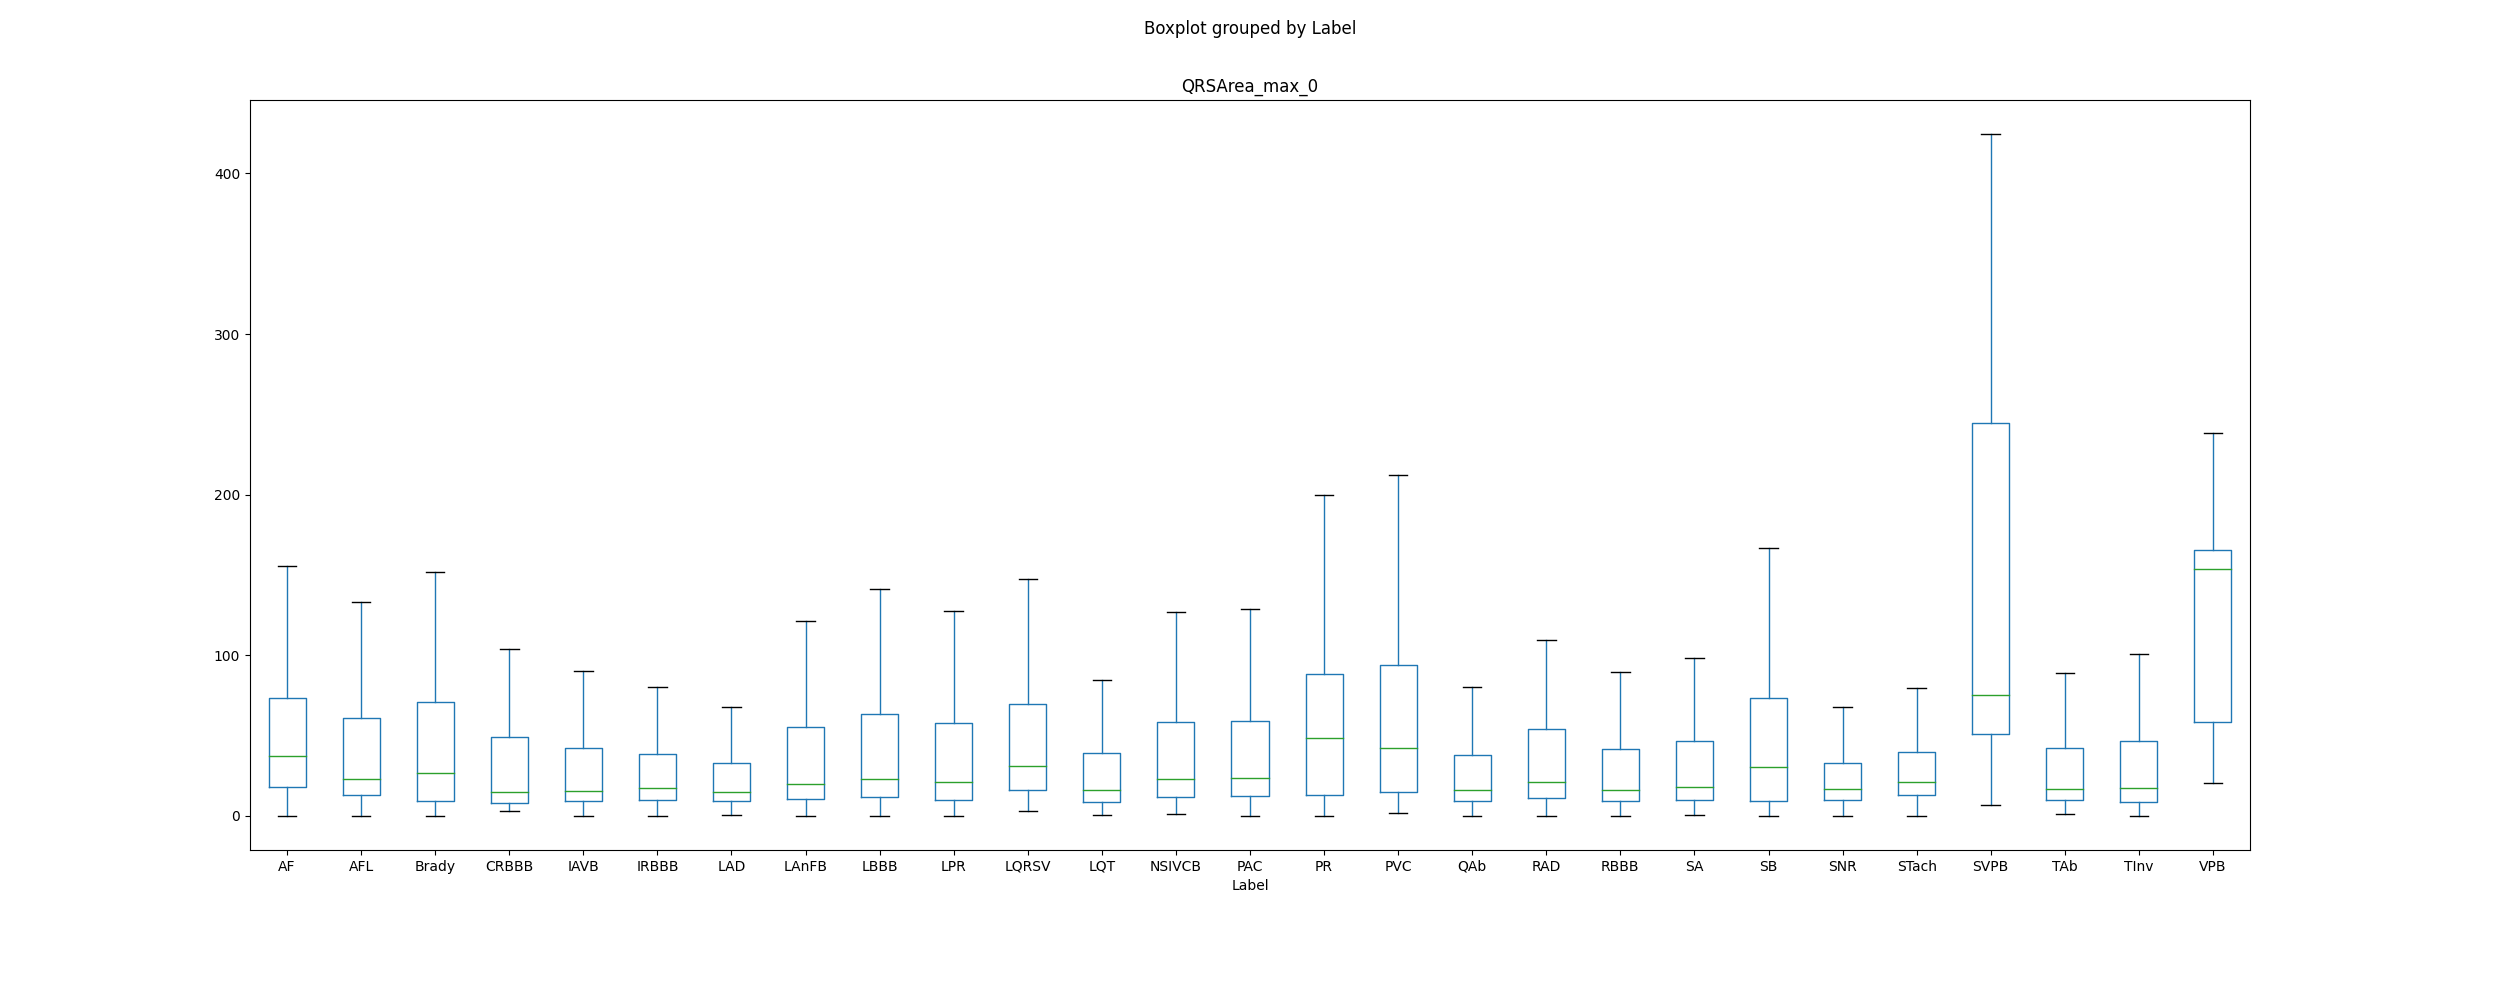 Boxplot grouped by Label
QRSArea_max_0
400
300
200
100
0
AF AFL Brady CRBBB IAVB IRBBB LAD LAnFB LBBB LPR LQRSV LQT NSIVCB PAC PR PVC QAb RAD RBBB SA SB SNR STach SVPB TAb TInv VPB
Label